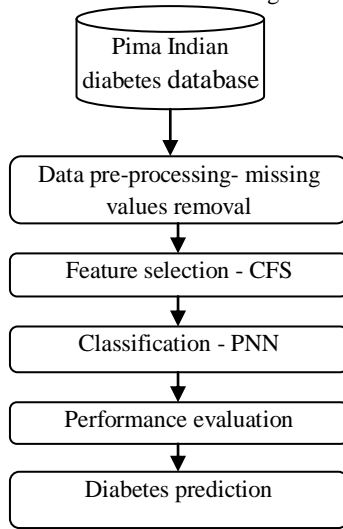 Pima Indian
diabetes database
Data pre-processing- missing
values removal
Feature selection - CFS
Classification - PNN
Performance evaluation
Diabetes prediction